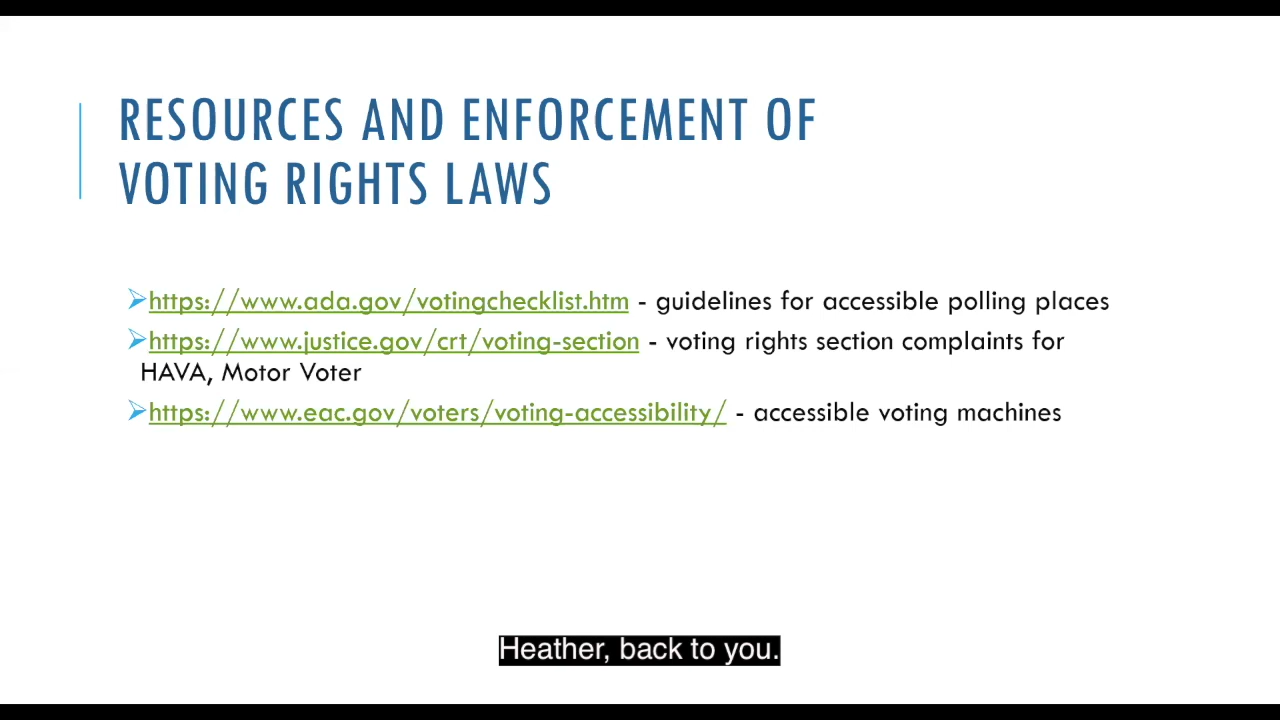 RESOURCES AND ENFORCEMENT OF
VOTING RIGHTS LAWS
➢https://www.ada.gov/votingchecklist.htm - guidelines for accessible polling places
➢https://www.justice.gov/crt/voting-section - voting rights section complaints for
HAVA, Motor Voter
➢https://www.eac.gov/voters/voting-accessibility/ - accessible voting machines
Heather, back to you.